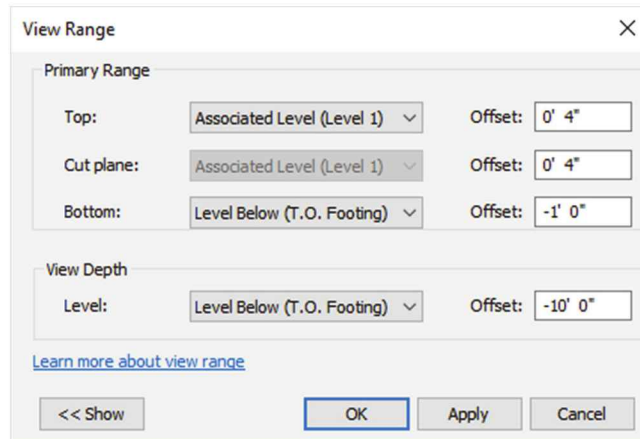 View Range
Primary Range
Top: Associated Level (Level 1) Offset: 0' 4"
Cut plane: Associated Level (Level 1) Offset: 0' 4"
Bottom: Level Below (T.O. Footing) Offset: -1' 0"
View Depth
Level: Level Below (T.O. Footing) Offset: -10' 0"
Learn more about view range
<< Show OK Apply Cancel